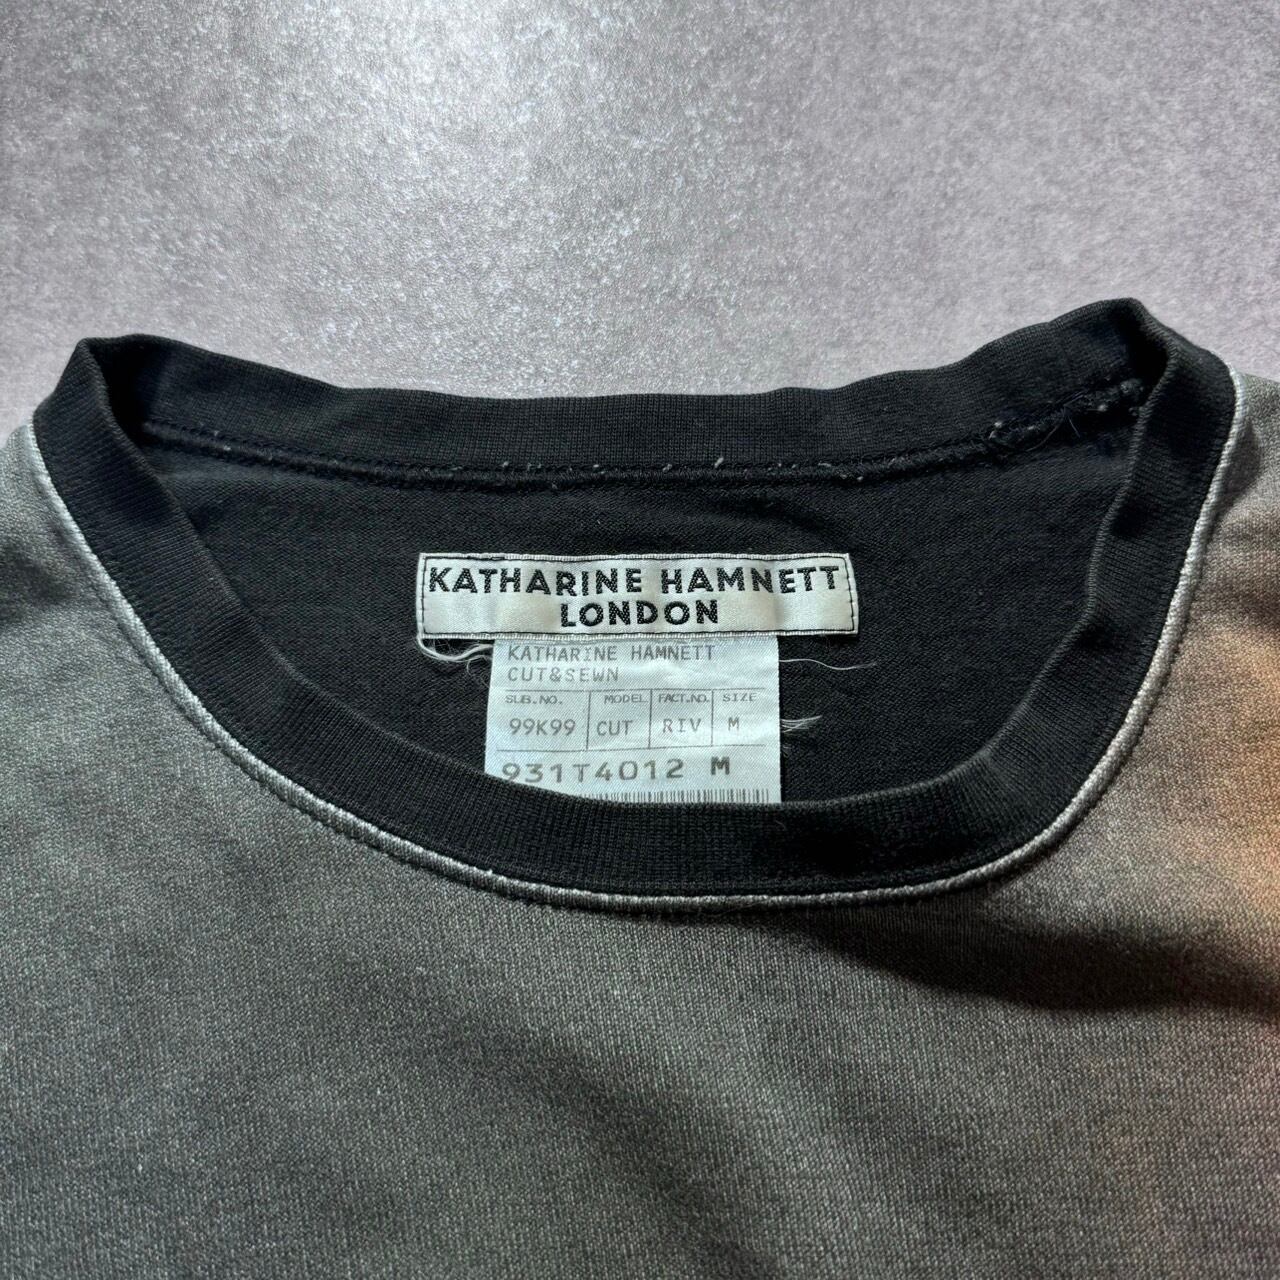 KATHARINE HAMNETT
LONDON
KATHARINE HAMNETT
CUT&SEWN
SUB.NO. MODEL FACT.NO. SIZE
99K99 CUT RIV M
931T4012 M